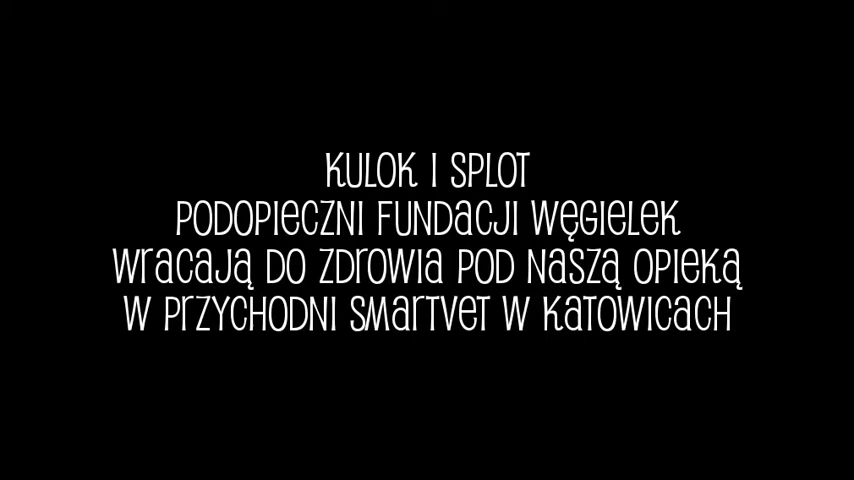 KULOK I SPLOT
PODOPIECZNI FUNDACJI WĘGIELEK
WRACAJĄ DO ZDROWIA POD NASZĄ OPIEKĄ
W PRZYCHODNI SMARTVET W KATOWICACH